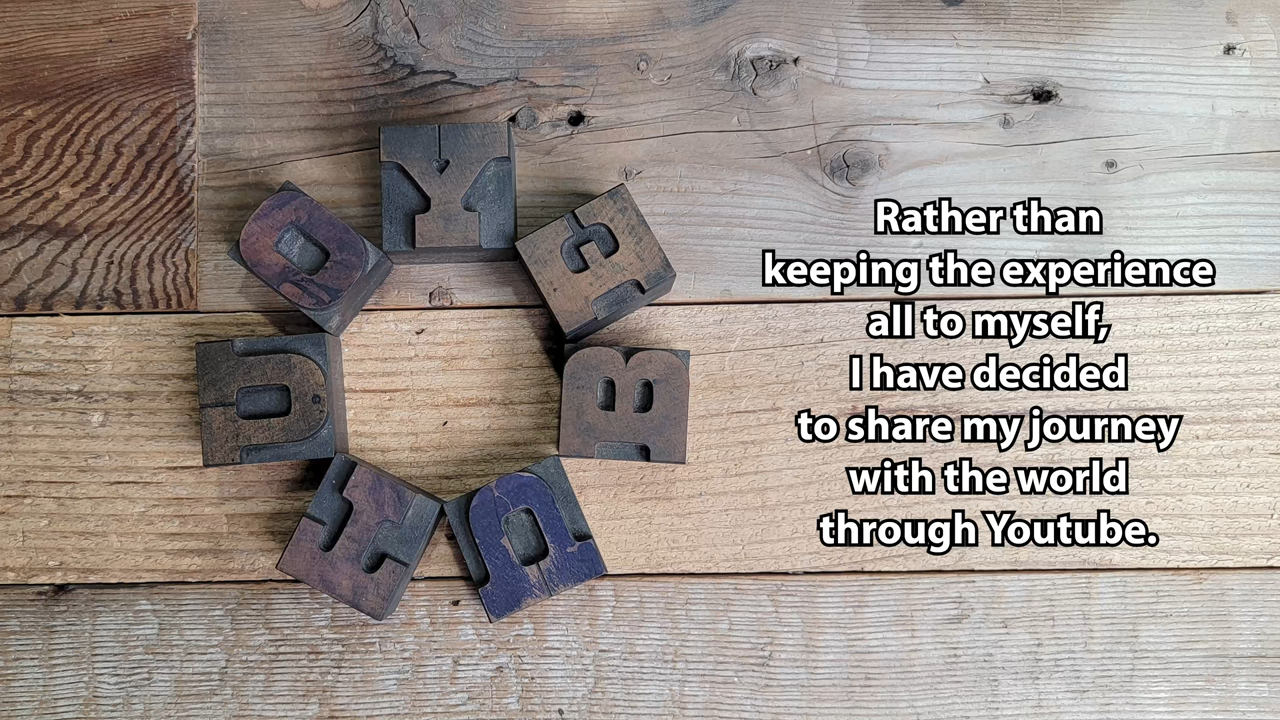 YOUTUBE
Rather than
keeping the experience
all to myself,
I have decided
to share my journey
with the world
through Youtube.